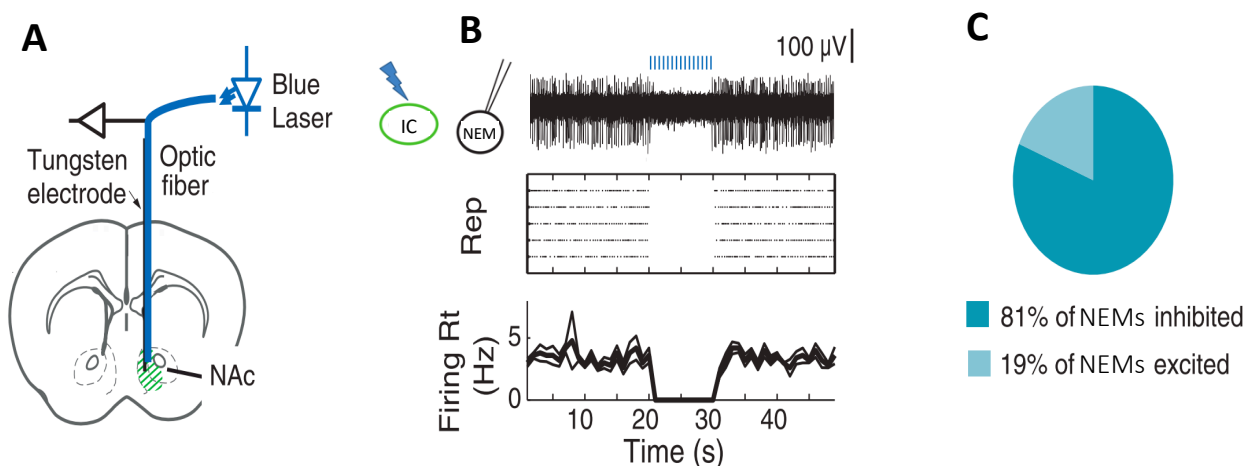 A
Blue
Laser
Tungsten
electrode
Optic
fiber
NAc
B
100 µV
IC
NEM
Rep
Firing Rt
(Hz)
5
0
10
20
30
40
Time (s)
C
81% of NEMs inhibited
19% of NEMs excited